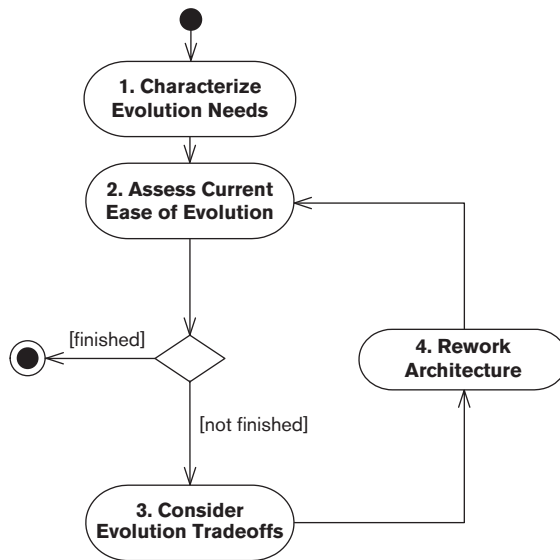 1. Characterize
Evolution Needs
2. Assess Current
Ease of Evolution
[finished]
4. Rework
Architecture
[not finished]
3. Consider
Evolution Tradeoffs